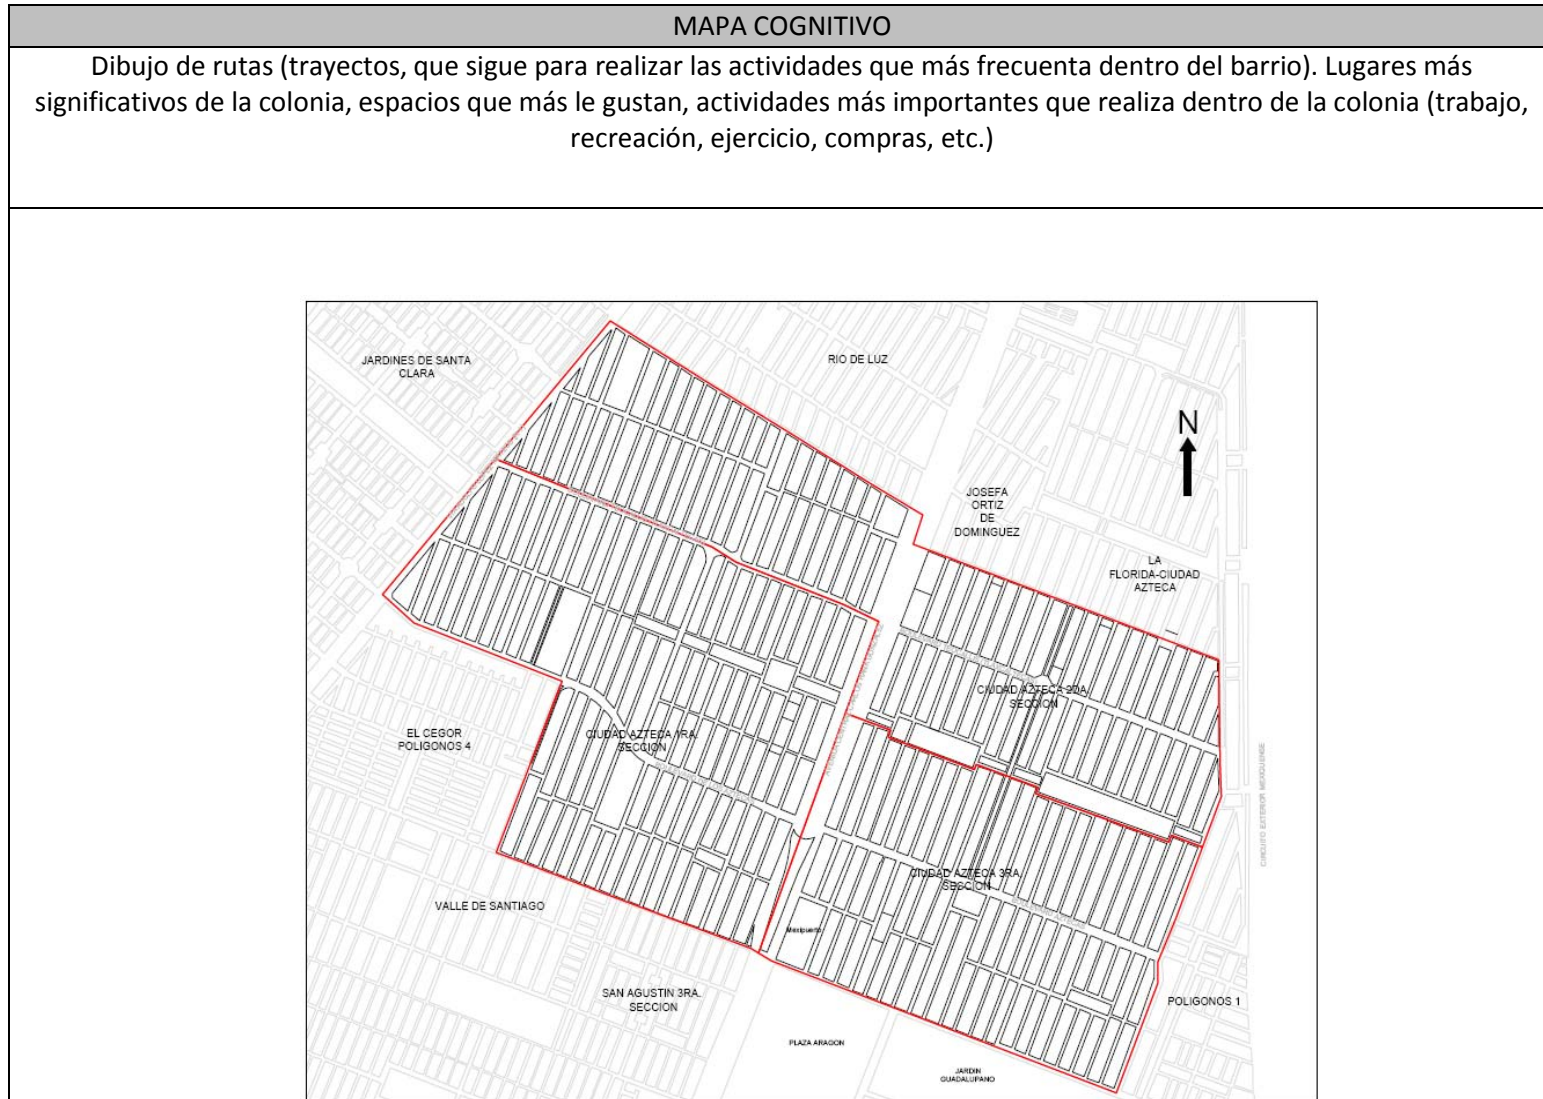 MAPA COGNITIVO
Dibujo de rutas (trayectos, que sigue para realizar las actividades que más frecuenta dentro del barrio). Lugares más
significativos de la colonia, espacios que más le gustan, actividades más importantes que realiza dentro de la colonia (trabajo,
recreación, ejercicio, compras, etc.)
JARDINES DE SANTA
CLARA
RIO DE LUZ
N
JOSEFA
ORTIZ
DE
DOMINGUEZ
LA
FLORIDA-CIUDAD
AZTECA
CIUDAD AZTECA 2DA.
SECCION
EL CEGOR
POLIGONOS 4
CIUDAD AZTECA 1RA.
SECCION
CIRCUITO EXTERIOR MEXIQUENSE
CIUDAD AZTECA 3RA.
SECCION
VALLE DE SANTIAGO
Mexipuerto
SAN AGUSTIN 3RA.
SECCION
POLIGONOS 1
PLAZA ARAGON
JARDIN
GUADALUPANO